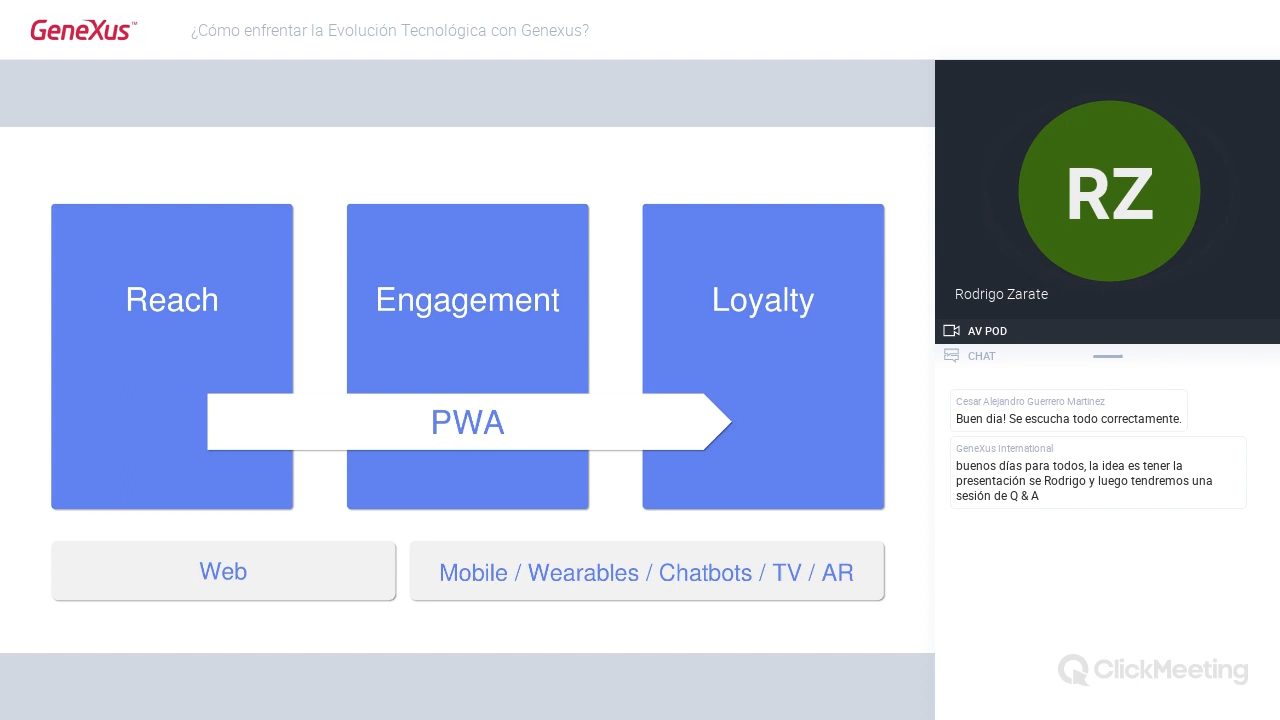 GeneXus™
¿Cómo enfrentar la Evolución Tecnológica con Genexus?
Reach
Engagement
Loyalty
PWA
Web
Mobile / Wearables / Chatbots / TV / AR
RZ
Rodrigo Zarate
AV POD
CHAT
Cesar Alejandro Guerrero Martinez
Buen dia! Se escucha todo correctamente.
GeneXus International
buenos días para todos, la idea es tener la
presentación se Rodrigo y luego tendremos una
sesión de Q & A
ClickMeeting